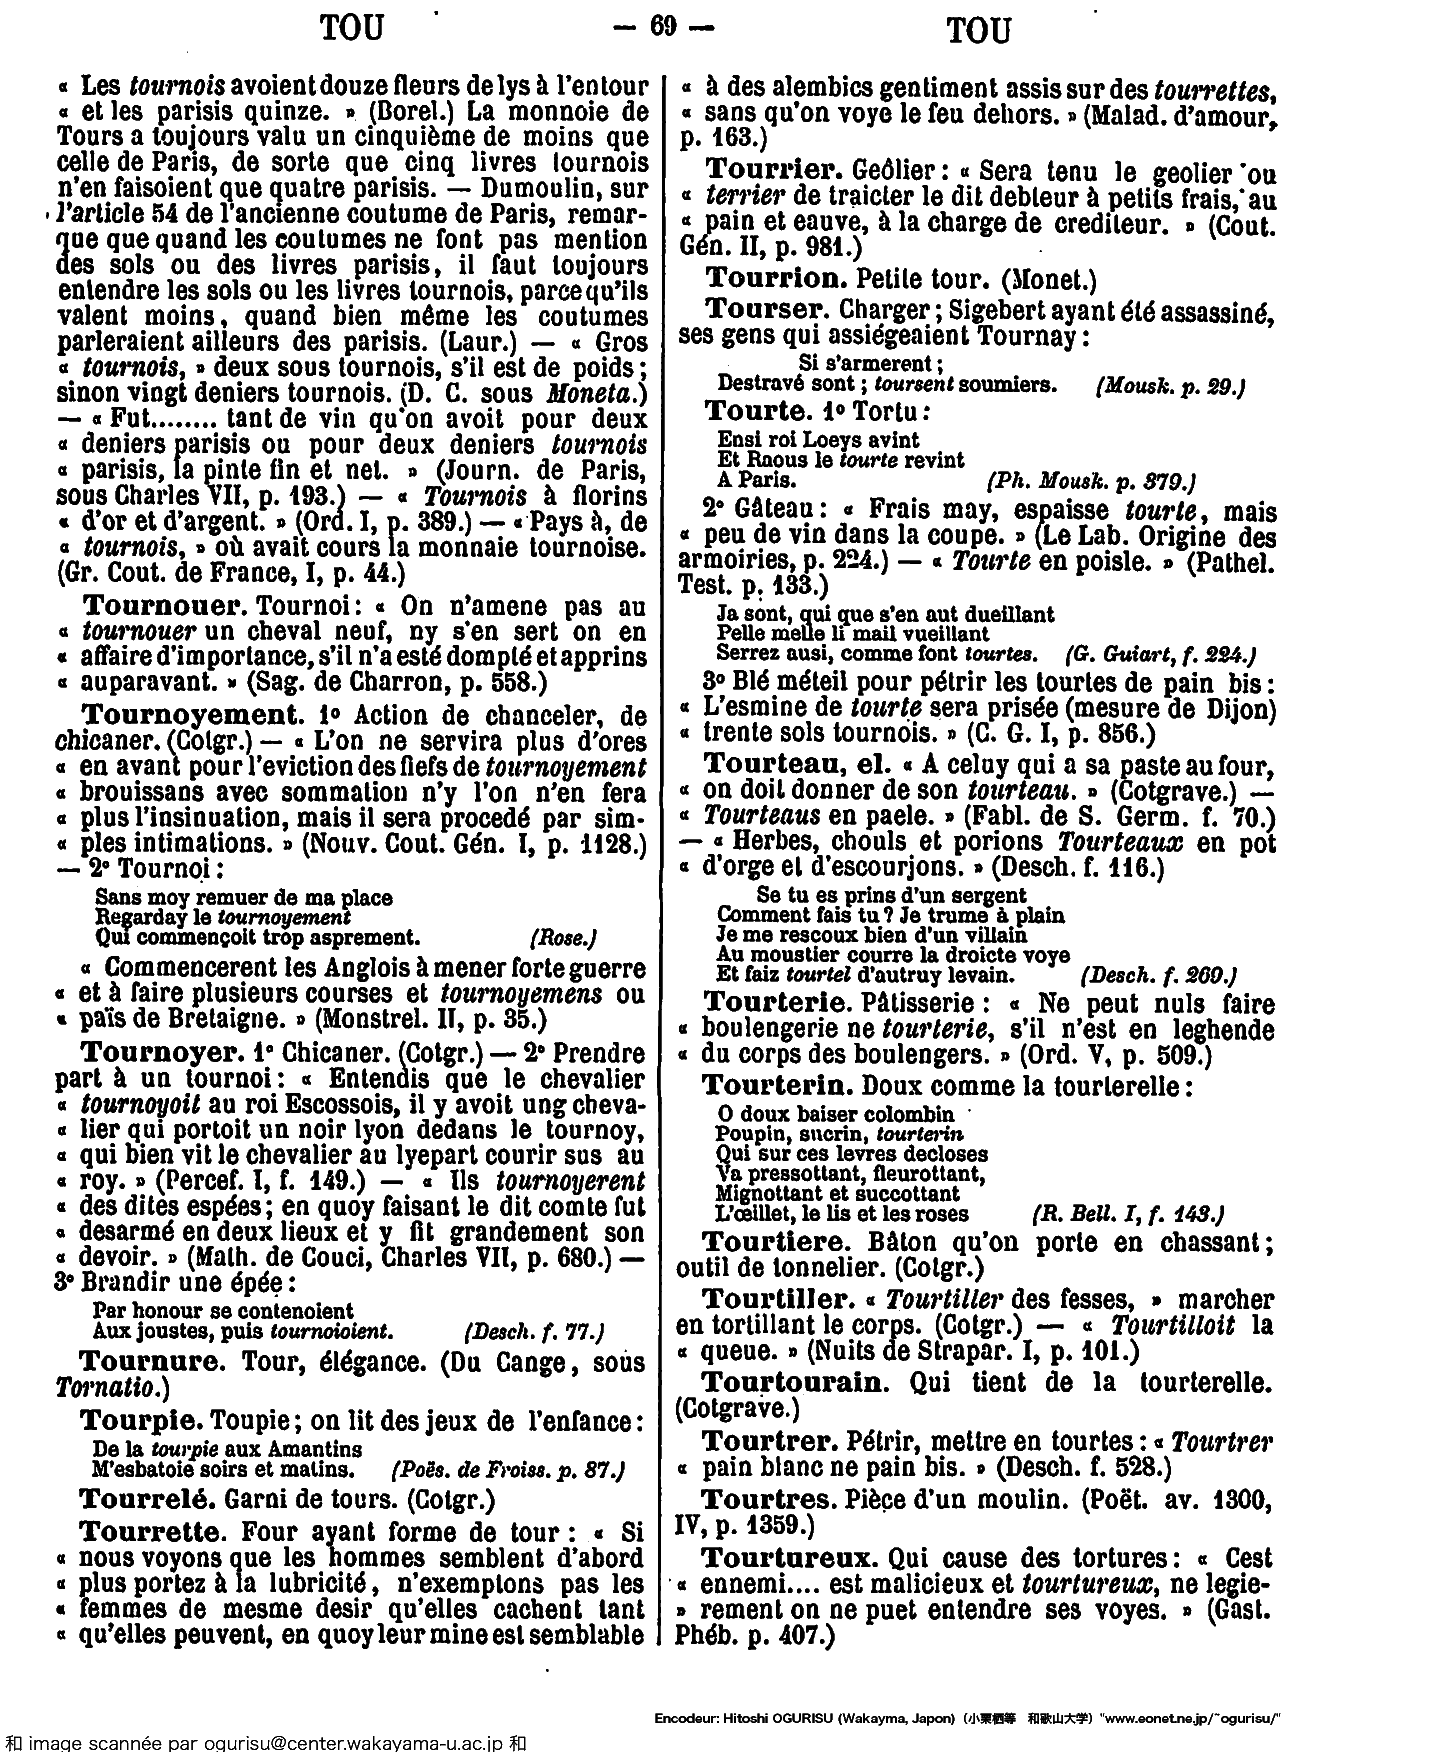 TOU — 69 — TOU
« Les tournois avoient douze fleurs de lys à l'entour
« et les parisis quinze. » (Borel.) La monnoie de
Tours a toujours valu un cinquième de moins que
celle de Paris, de sorte que cinq livres tournois
n'en faisoient que quatre parisis. — Dumoulin, sur
l'article 54 de l'ancienne coutume de Paris, remar-
que que quand les coutumes ne font pas mention
des sols ou des livres parisis, il faut toujours
entendre les sols ou les livres tournois, parce qu'ils
valent moins, quand bien même les coutumes
parleraient ailleurs des parisis. (Laur.) — « Gros
« tournois, » deux sous tournois, s'il est de poids ;
sinon vingt deniers tournois. (D. C. sous Moneta.)
— « Fut........ tant de vin qu'on avoit pour deux
« deniers parisis ou pour deux deniers tournois
« parisis, la pinte fin et net. » (Journ. de Paris,
sous Charles VII, p. 193.) — « Tournois à florins
« d'or et d'argent. » (Ord. I, p. 389.) — « Pays à, de
« tournois, » où avait cours la monnaie tournoise.
(Gr. Cout. de France, I, p. 44.)
Tournouer. Tournoi : « On n'amene pas au
« tournouer un cheval neuf, ny s'en sert on en
« affaire d'importance, s'il n'a esté dompté et apprins
« auparavant. » (Sag. de Charron, p. 558.)
Tournoyement. 1º Action de chanceler, de
chicaner. (Cotgr.) — « L'on ne servira plus d'ores
« en avant pour l'eviction des fiefs de tournoyement
« brouissans avec sommation n'y l'on n'en fera
« plus l'insinuation, mais il sera procedé par sim-
« ples intimations. » (Nouv. Cout. Gén. I, p. 1128.)
— 2º Tournoi :
Sans moy remuer de ma place
Regarday le tournoyement
Qui commençoit trop asprement. (Rose.)
« Commencerent les Anglois à mener forte guerre
« et à faire plusieurs courses et tournoyemens ou
« païs de Bretaigne. » (Monstrel. II, p. 35.)
Tournoyer. 1º Chicaner. (Cotgr.) — 2º Prendre
part à un tournoi : « Entendis que le chevalier
« tournoyoit au roi Escossois, il y avoit ung cheva-
« lier qui portoit un noir lyon dedans le tournoy,
« qui bien vit le chevalier au lyepart courir sus au
« roy. » (Percef. I, f. 149.) — « Ils tournoyerent
« des dites espées ; en quoy faisant le dit comte fut
« desarmé en deux lieux et y fit grandement son
« devoir. » (Math. de Couci, Charles VII, p. 680.) —
3º Brandir une épée :
Par honour se contenoient
Aux joustes, puis tournoioient. (Desch. f. 77.)
Tournure. Tour, élégance. (Du Cange, sous
Tornatio.)
Tourpie. Toupie ; on lit des jeux de l'enfance :
De la tourpie aux Amantins
M'esbatoie soirs et matins. (Poës. de Froiss. p. 87.)
Tourrelé. Garni de tours. (Cotgr.)
Tourrette. Four ayant forme de tour : « Si
« nous voyons que les hommes semblent d'abord
« plus portez à la lubricité, n'exemptons pas les
« femmes de mesme desir qu'elles cachent tant
« qu'elles peuvent, en quoy leur mine est semblable
« à des alembics gentiment assis sur des tourrettes,
« sans qu'on voye le feu dehors. » (Malad. d'amour,
p. 163.)
Tourrier. Geôlier : « Sera tenu le geolier ou
« terrier de traicter le dit debteur à petits frais, au
« pain et eauve, à la charge de crediteur. » (Cout.
Gén. II, p. 981.)
Tourrion. Petite tour. (Monet.)
Tourser. Charger ; Sigebert ayant été assassiné,
ses gens qui assiégeaient Tournay :
Si s'armerent ;
Destravé sont ; toursent soumiers. (Mousk. p. 29.)
Tourte. 1º Tortu :
Ensi roi Loeys avint
Et Raous le tourte revint
A Paris. (Ph. Mousk. p. 379.)
2º Gâteau : « Frais may, espaisse tourte, mais
« peu de vin dans la coupe. » (Le Lab. Origine des
armoiries, p. 224.) — « Tourte en poisle. » (Pathel.
Test. p. 133.)
Ja sont, qui que s'en aut dueillant
Pelle melle li mail vueillant
Serrez ausi, comme font tourtes. (G. Guiart, f. 224.)
3º Blé méteil pour pétrir les tourtes de pain bis :
« L'esmine de tourte sera prisée (mesure de Dijon)
« trente sols tournois. » (C. G. I, p. 856.)
Tourteau, el. « A celuy qui a sa paste au four,
« on doit donner de son tourteau. » (Cotgrave.) —
« Tourteaus en paele. » (Fabl. de S. Germ. f. 70.)
— « Herbes, chouls et porions Tourteaux en pot
« d'orge et d'escourjons. » (Desch. f. 116.)
Se tu es prins d'un sergent
Comment fais tu ? Je trume à plain
Je me rescoux bien d'un villain
Au moustier courre la droicte voye
Et faiz tourtel d'autruy levain. (Desch. f. 260.)
Tourterie. Pâtisserie : « Ne peut nuls faire
« boulengerie ne tourterie, s'il n'est en leghende
« du corps des boulengers. » (Ord. V, p. 509.)
Tourterin. Doux comme la tourterelle :
O doux baiser colombin
Poupin, sucrin, tourterin
Qui sur ces levres decloses
Va pressottant, fleurottant,
Mignottant et succottant
L'œillet, le lis et les roses (R. Bell. I, f. 143.)
Tourtiere. Bâton qu'on porte en chassant ;
outil de tonnelier. (Cotgr.)
Tourtiller. « Tourtiller des fesses, » marcher
en tortillant le corps. (Cotgr.) — « Tourtilloit la
« queue. » (Nuits de Strapar. I, p. 101.)
Tourtourain. Qui tient de la tourterelle.
(Cotgrave.)
Tourtrer. Pétrir, mettre en tourtes : « Tourtrer
« pain blanc ne pain bis. » (Desch. f. 528.)
Tourtres. Pièce d'un moulin. (Poët. av. 1300,
IV, p. 1359.)
Tourtureux. Qui cause des tortures : « Cest
« ennemi.... est malicieux et tourtureux, ne legie-
» rement on ne puet entendre ses voyes. » (Gast.
Phéb. p. 407.)
Encodeur: Hitoshi OGURISU (Wakayma, Japon) (小栗栖等 和歌山大学) "www.eonet.ne.jp/~ogurisu/"
和 image scannée par ogurisu@center.wakayama-u.ac.jp 和